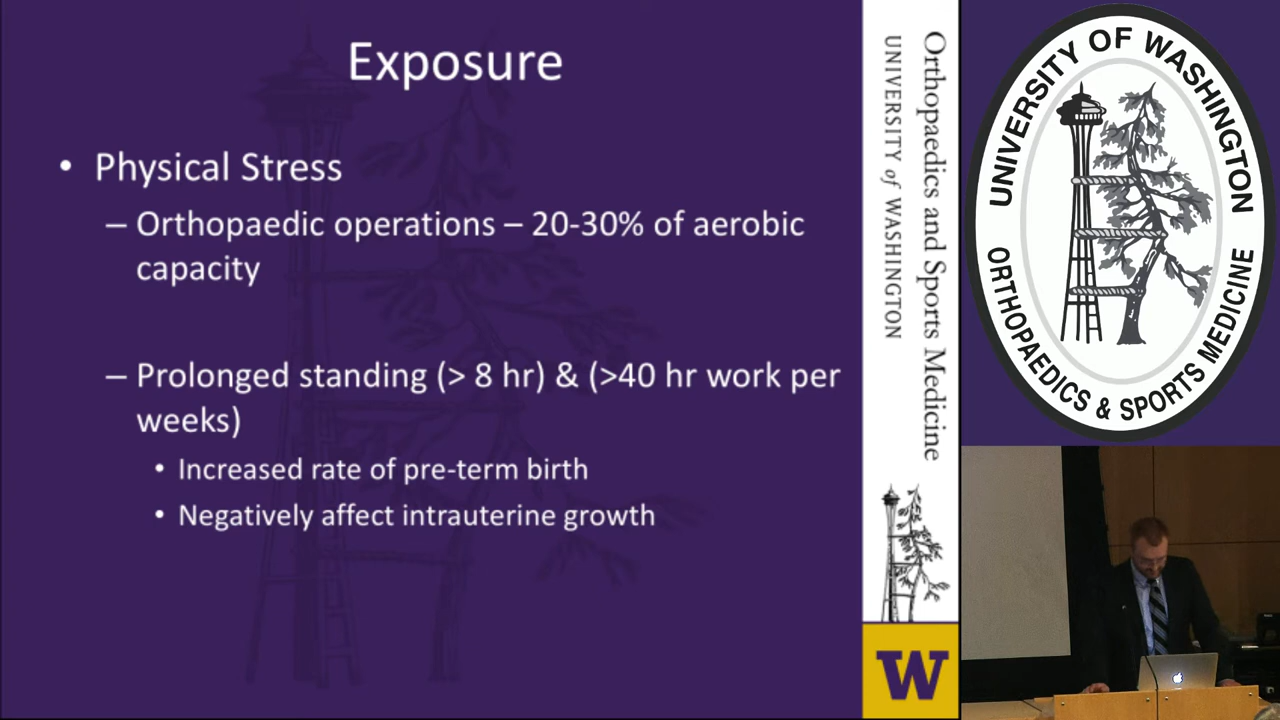 Exposure
• Physical Stress
– Orthopaedic operations – 20-30% of aerobic
capacity
– Prolonged standing (> 8 hr) & (>40 hr work per
weeks)
• Increased rate of pre-term birth
• Negatively affect intrauterine growth
Orthopaedics and Sports Medicine
UNIVERSITY of WASHINGTON
W
UNIVERSITY OF WASHINGTON
ORTHOPAEDICS & SPORTS MEDICINE